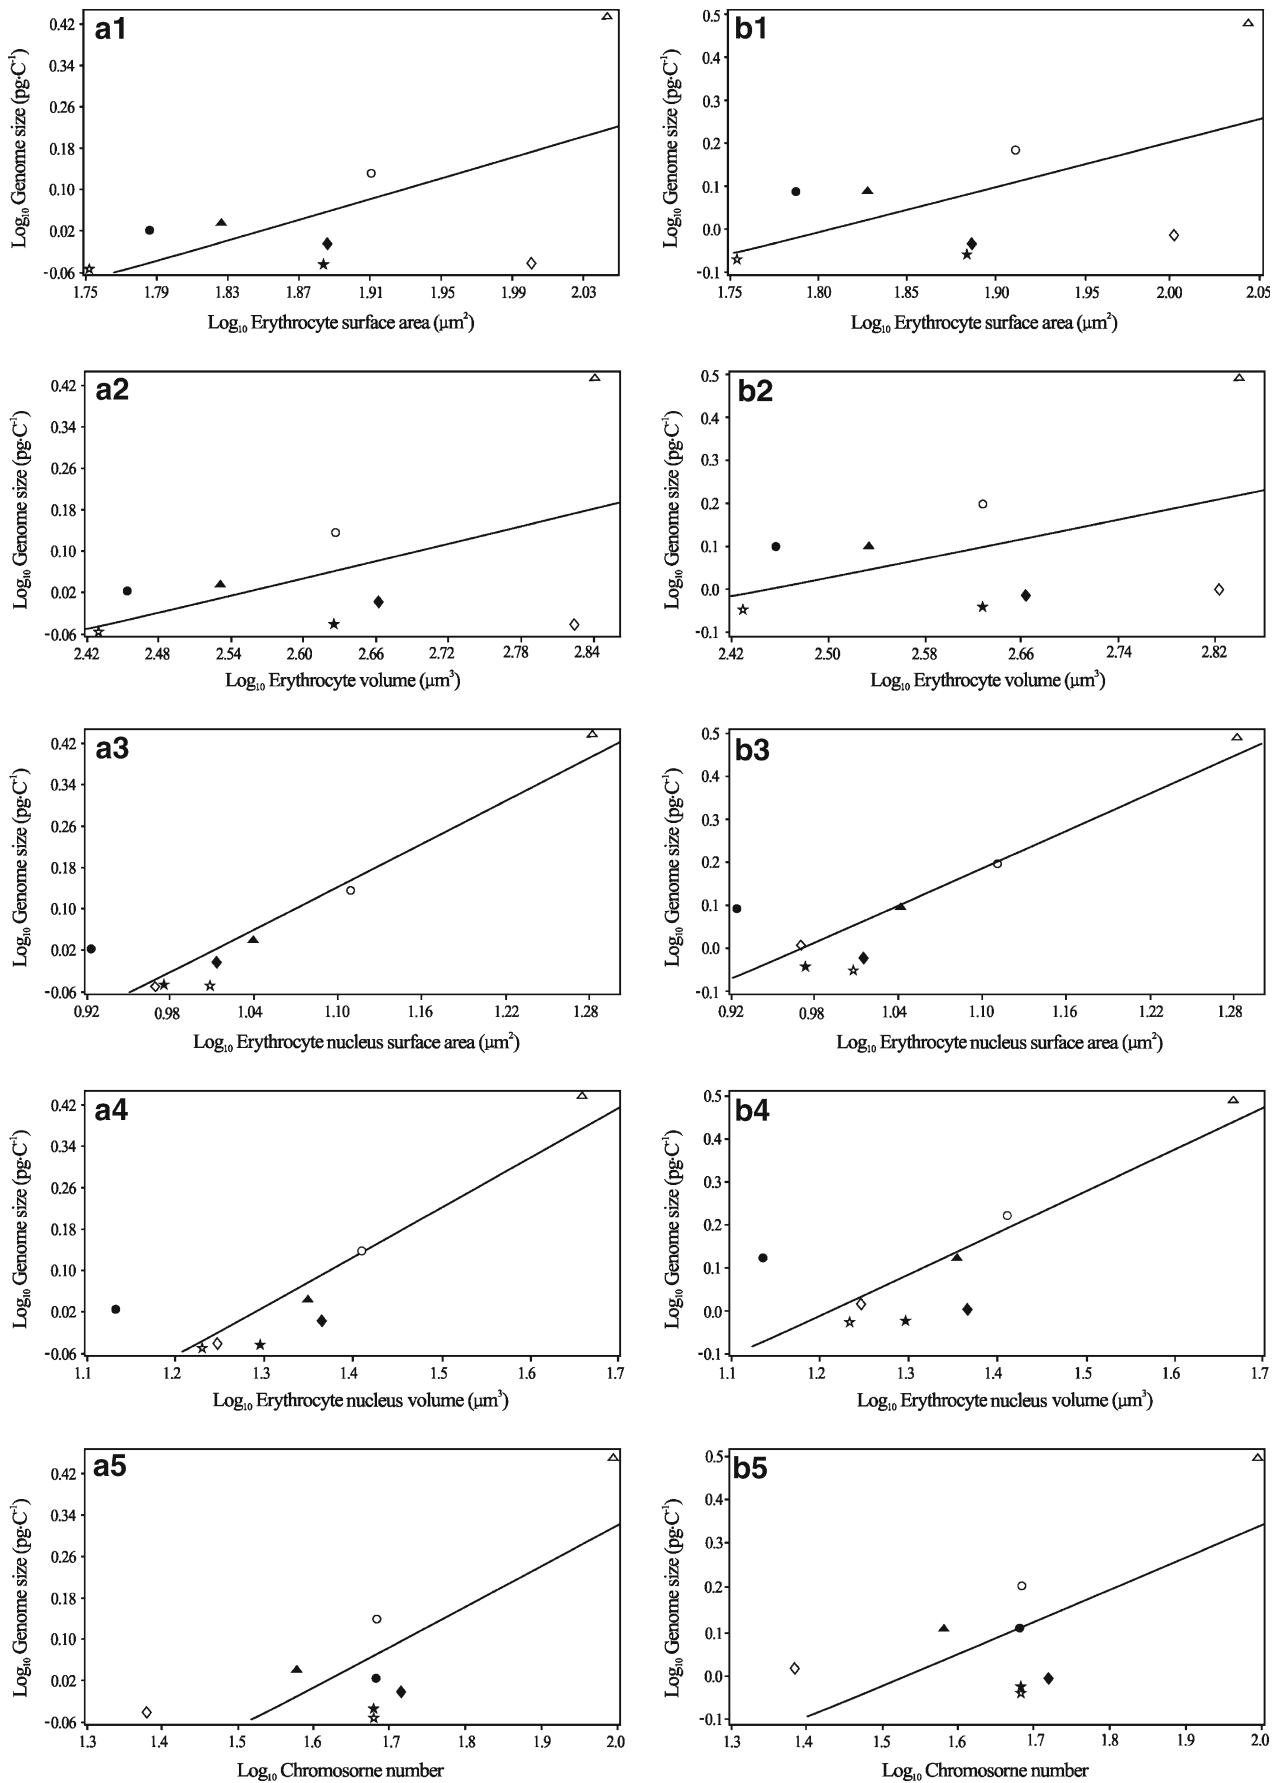 a1
Log₁₀ Genome size (pg·C⁻¹)
0.42
0.34
0.26
0.18
0.10
0.02
-0.06
1.75 1.79 1.83 1.87 1.91 1.95 1.99 2.03
Log₁₀ Erythrocyte surface area (μm²)
b1
Log₁₀ Genome size (pg·C⁻¹)
0.5
0.4
0.3
0.2
0.1
0.0
-0.1
1.75 1.80 1.85 1.90 1.95 2.00 2.05
Log₁₀ Erythrocyte surface area (μm²)
a2
Log₁₀ Genome size (pg·C⁻¹)
0.42
0.34
0.26
0.18
0.10
0.02
-0.06
2.42 2.48 2.54 2.60 2.66 2.72 2.78 2.84
Log₁₀ Erythrocyte volume (μm³)
b2
Log₁₀ Genome size (pg·C⁻¹)
0.5
0.4
0.3
0.2
0.1
0.0
-0.1
2.42 2.50 2.58 2.66 2.74 2.82
Log₁₀ Erythrocyte volume (μm³)
a3
Log₁₀ Genome size (pg·C⁻¹)
0.42
0.34
0.26
0.18
0.10
0.02
-0.06
0.92 0.98 1.04 1.10 1.16 1.22 1.28
Log₁₀ Erythrocyte nucleus surface area (μm²)
b3
Log₁₀ Genome size (pg·C⁻¹)
0.5
0.4
0.3
0.2
0.1
0.0
-0.1
0.92 0.98 1.04 1.10 1.16 1.22 1.28
Log₁₀ Erythrocyte nucleus surface area (μm²)
a4
Log₁₀ Genome size (pg·C⁻¹)
0.42
0.34
0.26
0.18
0.10
0.02
-0.06
1.1 1.2 1.3 1.4 1.5 1.6 1.7
Log₁₀ Erythrocyte nucleus volume (μm³)
b4
Log₁₀ Genome size (pg·C⁻¹)
0.5
0.4
0.3
0.2
0.1
0.0
-0.1
1.1 1.2 1.3 1.4 1.5 1.6 1.7
Log₁₀ Erythrocyte nucleus volume (μm³)
a5
Log₁₀ Genome size (pg·C⁻¹)
0.42
0.34
0.26
0.18
0.10
0.02
-0.06
1.3 1.4 1.5 1.6 1.7 1.8 1.9 2.0
Log₁₀ Chromosorne number
b5
Log₁₀ Genome size (pg·C⁻¹)
0.5
0.4
0.3
0.2
0.1
0.0
-0.1
1.3 1.4 1.5 1.6 1.7 1.8 1.9 2.0
Log₁₀ Chromosorne number